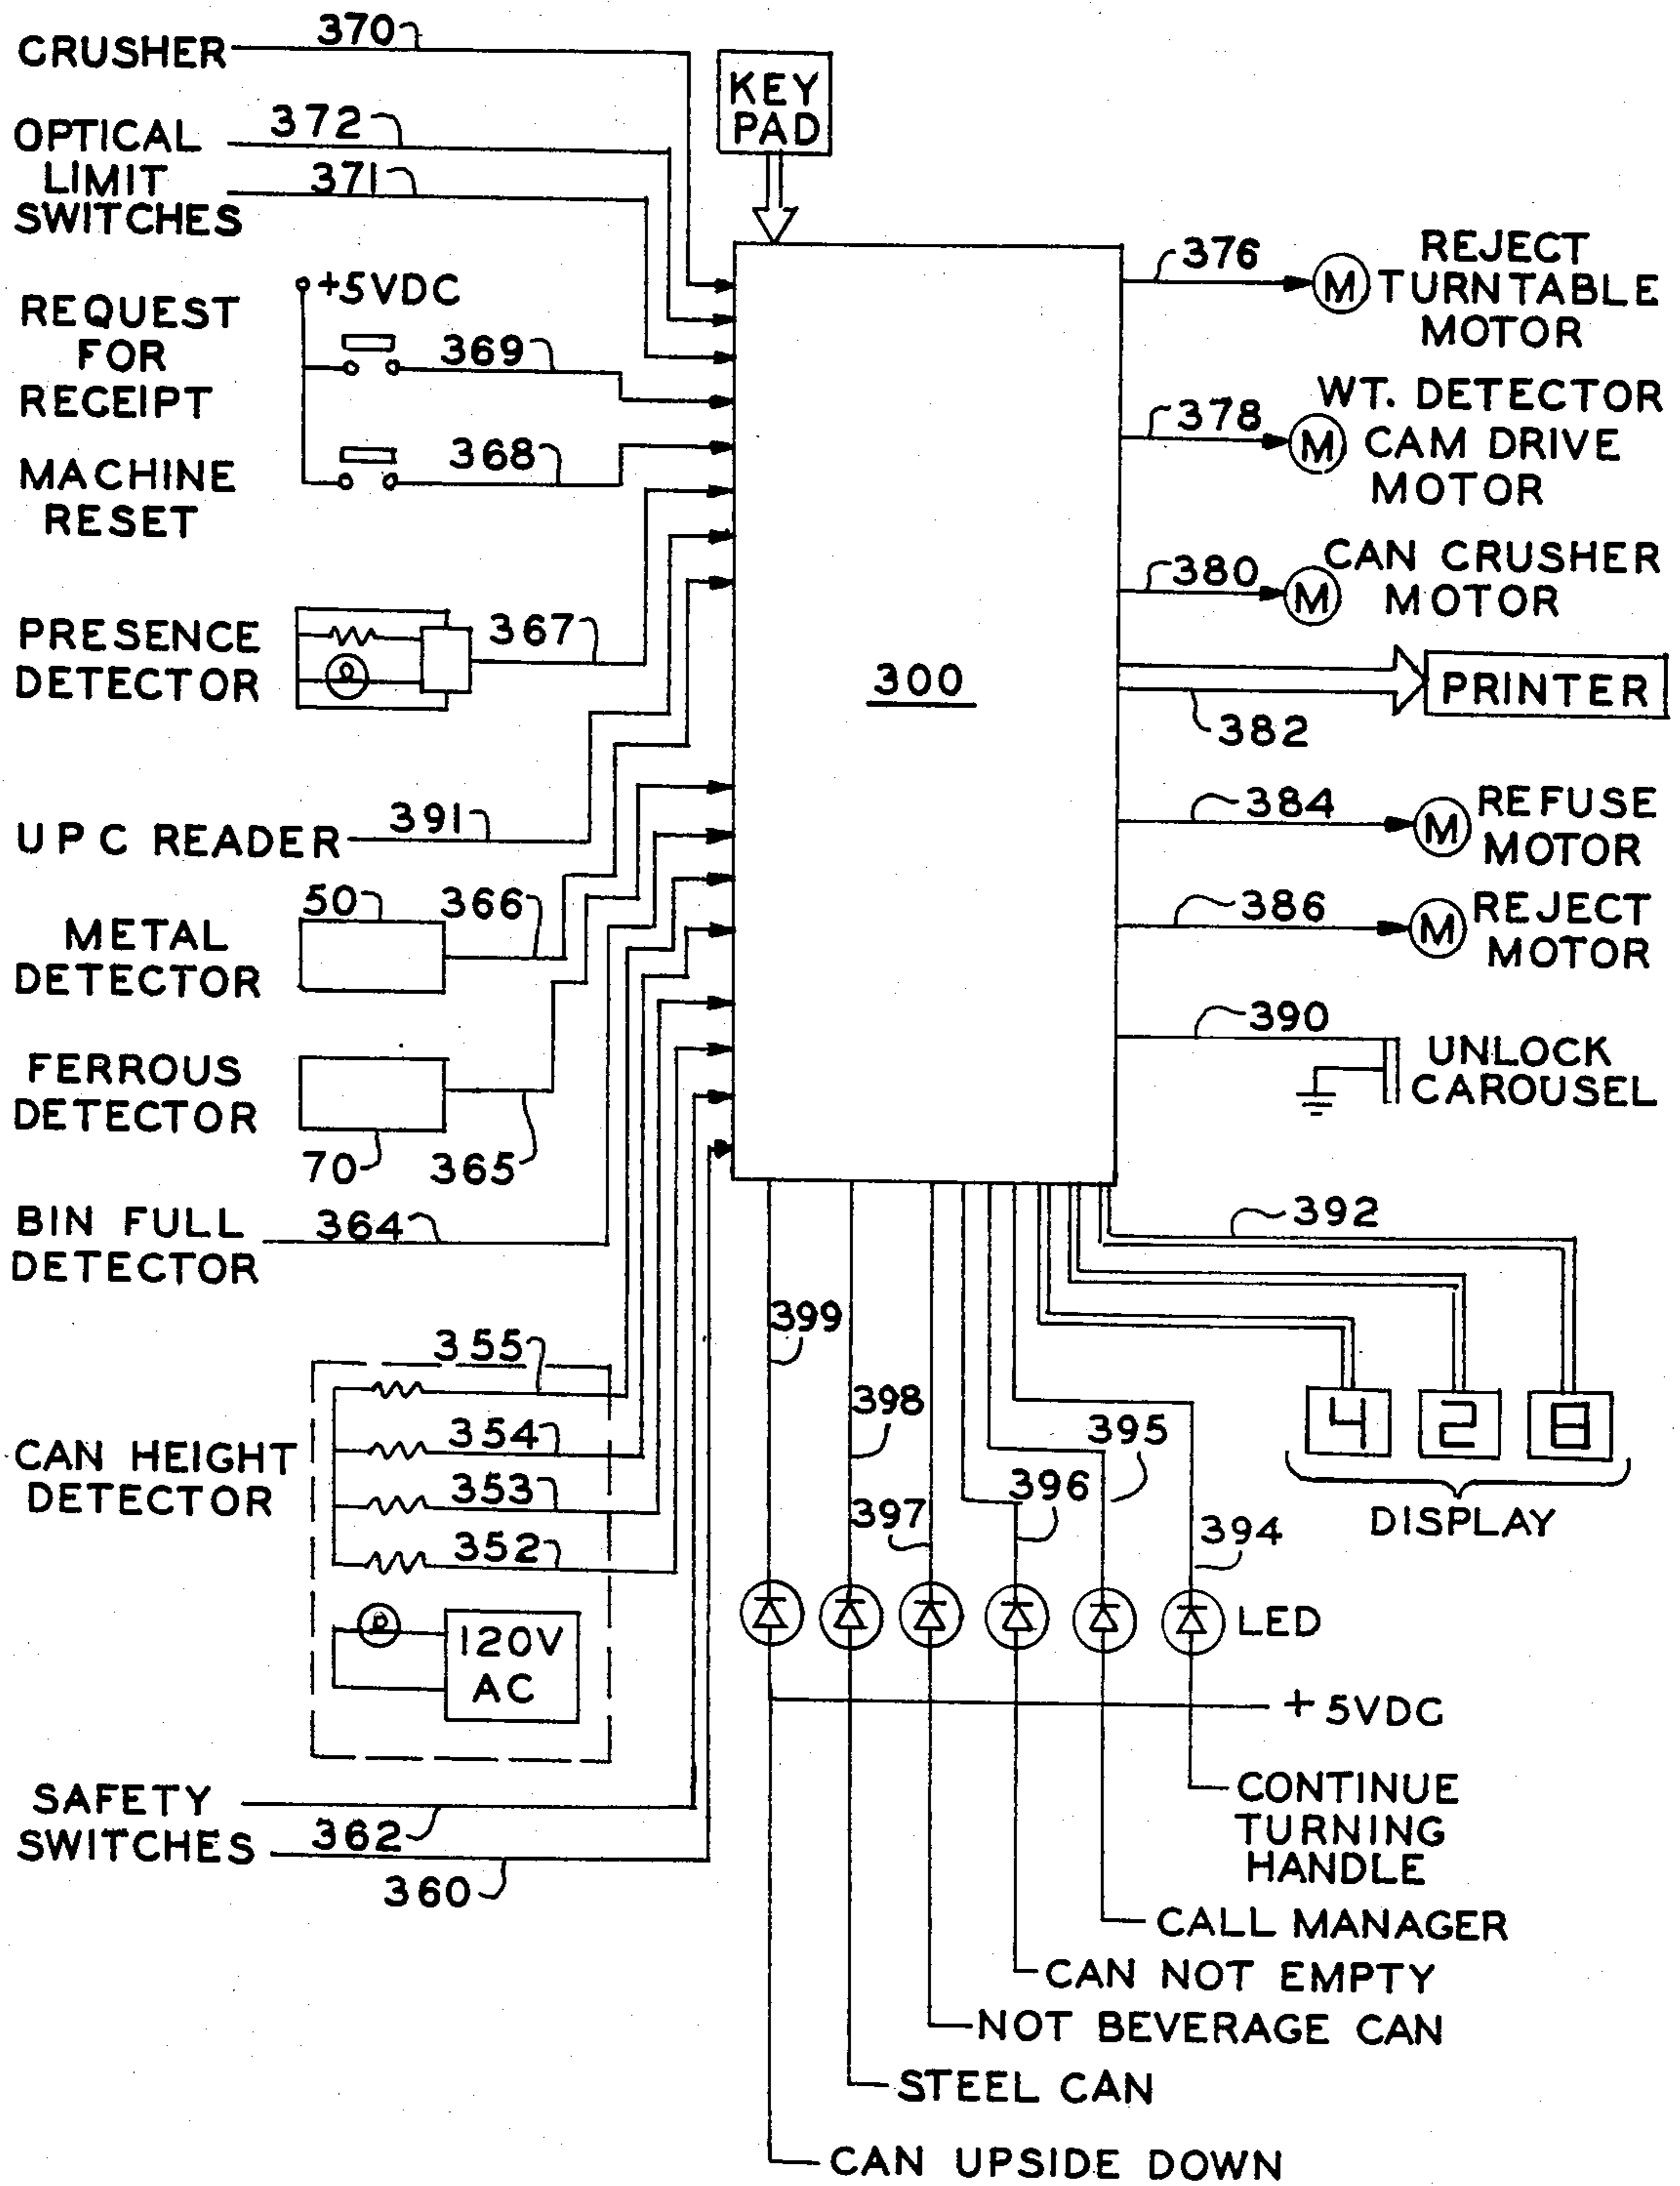 CRUSHER
370
KEY
PAD
OPTICAL
LIMIT
SWITCHES
372
371
+5VDC
REQUEST
FOR
RECEIPT
369
MACHINE
RESET
368
PRESENCE
DETECTOR
367
UPC READER
391
METAL
DETECTOR
50
366
FERROUS
DETECTOR
70
365
BIN FULL
DETECTOR
364
CAN HEIGHT
DETECTOR
355
354
353
352
120V
AC
SAFETY
SWITCHES
362
360
300
376
M
REJECT
TURNTABLE
MOTOR
378
M
WT. DETECTOR
CAM DRIVE
MOTOR
380
M
CAN CRUSHER
MOTOR
382
PRINTER
384
M
REFUSE
MOTOR
386
M
REJECT
MOTOR
390
UNLOCK
CAROUSEL
392
4 2 8
DISPLAY
399
398
397
396
395
394
LED
+5VDC
CONTINUE
TURNING
HANDLE
CALL MANAGER
CAN NOT EMPTY
NOT BEVERAGE CAN
STEEL CAN
CAN UPSIDE DOWN